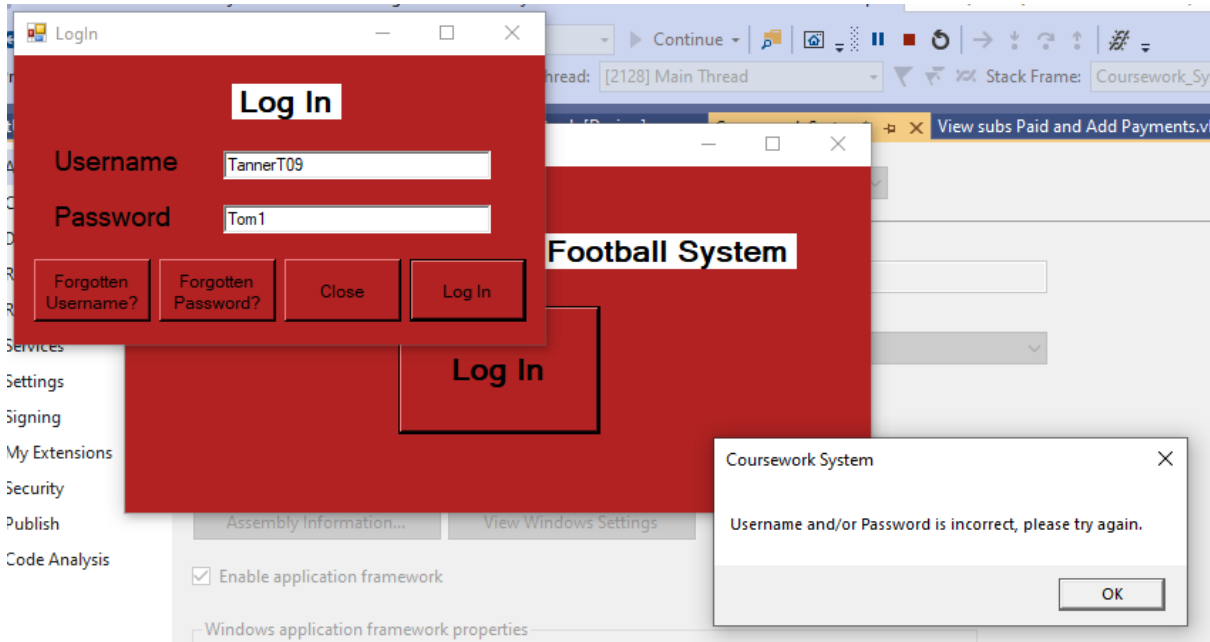 LogIn
Continue
Thread: [2128] Main Thread
Stack Frame:
View subs Paid and Add Payments.v
Log In
Username
TannerT09
Password
Tom1
Forgotten Username?
Forgotten Password?
Close
Log In
Football System
Log In
Services
Settings
Signing
My Extensions
Security
Publish
Code Analysis
Assembly Information...
View Windows Settings
Enable application framework
Windows application framework properties
Coursework System
Username and/or Password is incorrect, please try again.
OK